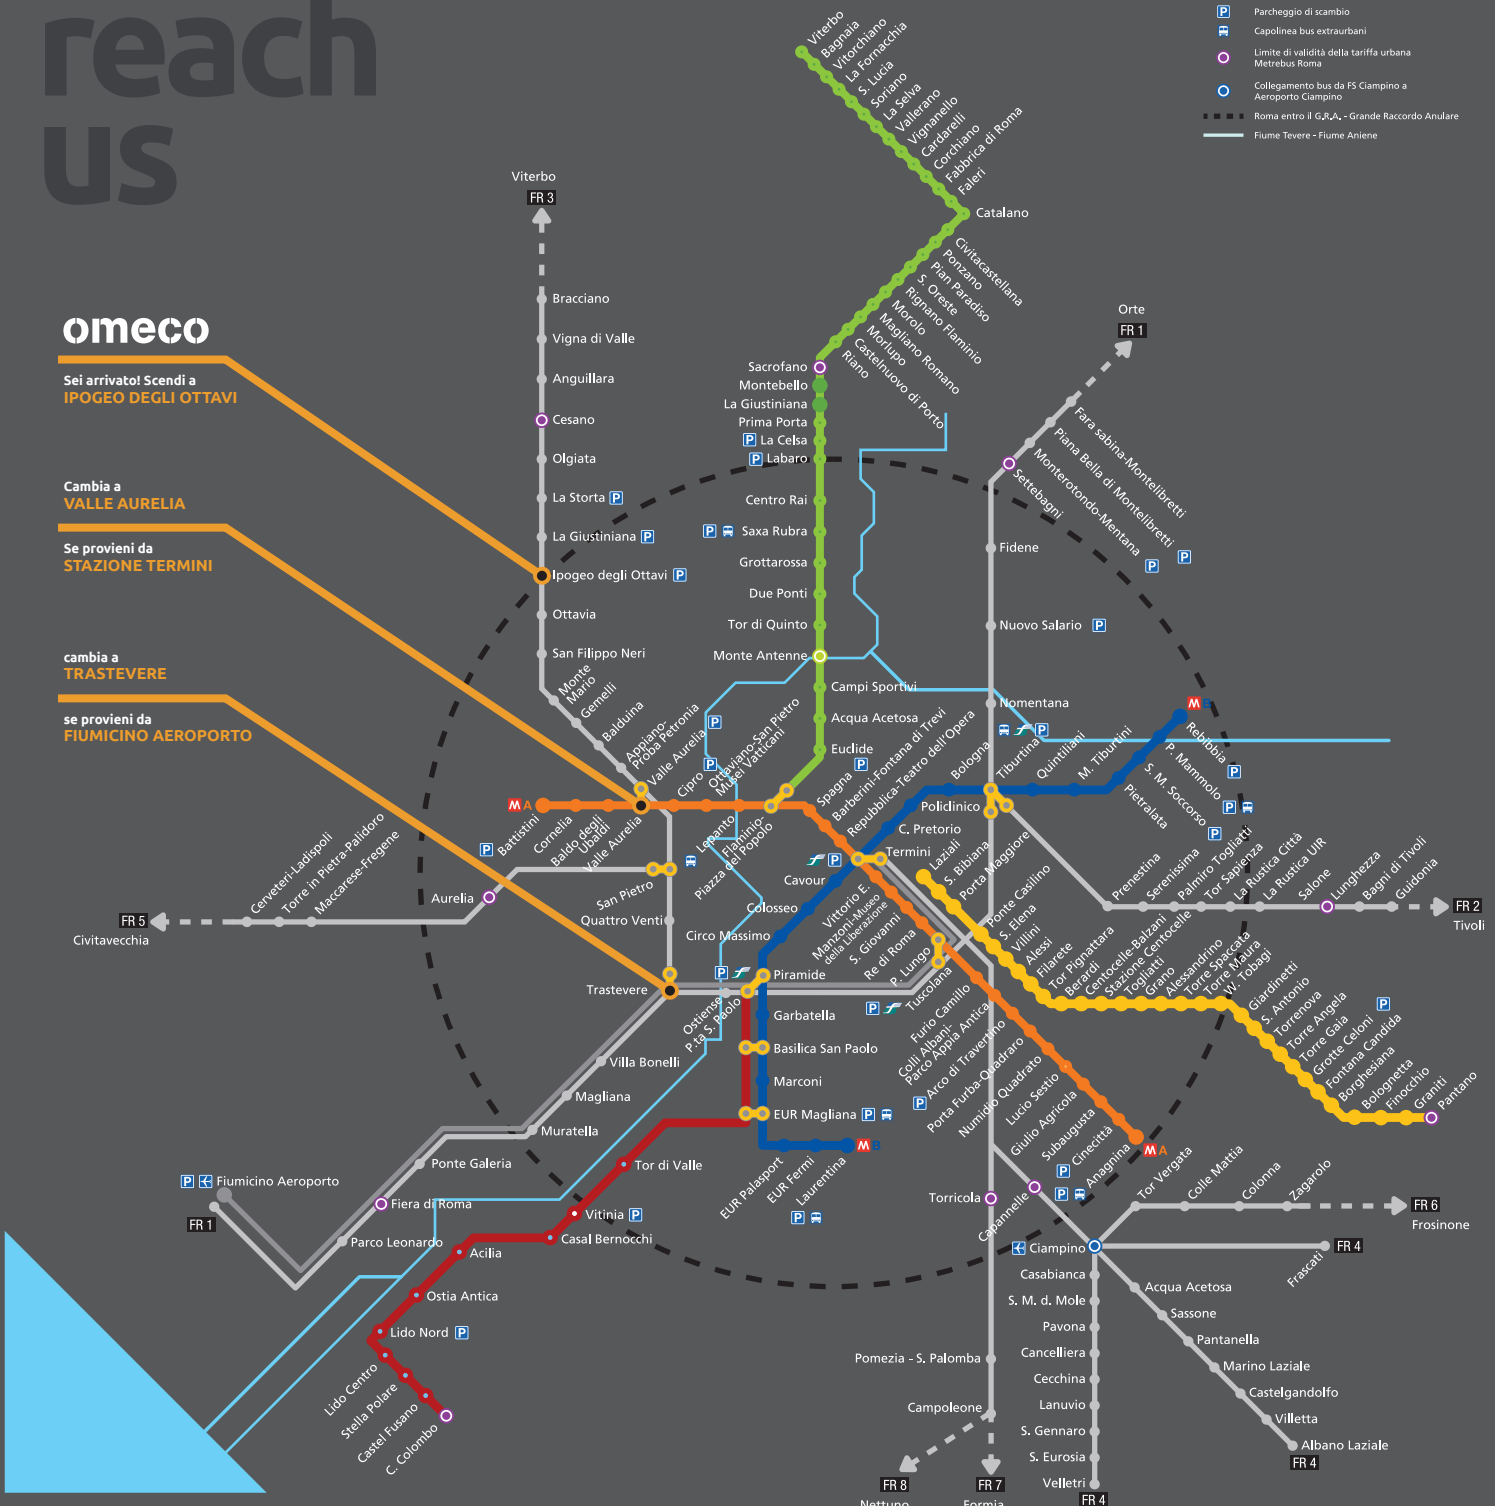 reach
us
Parcheggio di scambio
Capolinea bus extraurbani
Limite di validità della tariffa urbana
Metrebus Roma
Collegamento bus da FS Ciampino a
Aeroporto Ciampino
Roma entro il G.R.A. - Grande Raccordo Anulare
Fiume Tevere - Fiume Aniene
omeco
Sei arrivato! Scendi a
IPOGEO DEGLI OTTAVI
Cambia a
VALLE AURELIA
Se provieni da
STAZIONE TERMINI
cambia a
TRASTEVERE
se provieni da
FIUMICINO AEROPORTO
Viterbo
Bagnaia
Vitorchiano
La Fornacchia
S. Lucia
Soriano
La Selva
Vallerano
Vignanello
Cardarelli
Corchiano
Fabbrica di Roma
Faleri
Catalano
Civitacastellana
Ponzano
Pian Paradiso
S. Oreste
Rignano Flaminio
Morolo
Magliano Romano
Morlupo
Castelnuovo di Porto
Riano
Sacrofano
Montebello
La Giustiniana
Prima Porta
P La Celsa
P Labaro
Centro Rai
P Saxa Rubra
Grottarossa
Due Ponti
Tor di Quinto
Monte Antenne
Campi Sportivi
Acqua Acetosa
Euclide
Viterbo
FR 3
Bracciano
Vigna di Valle
Anguillara
Cesano
Olgiata
La Storta P
La Giustiniana P
Ipogeo degli Ottavi P
Ottavia
San Filippo Neri
Monte
Mario
Gemelli
Balduina
Appiano-
Proba Petronia
Valle Aurelia P
Orte
FR 1
Fara sabina-Montelibretti
Piana Bella di Montelibretti P
Monterotondo-Mentana P
Settebagni
Fidene
Nuovo Salario P
Nomentana
P
Tiburtina
M A
Battistini P
Cornelia
Baldo degli
Ubaldi
Valle Aurelia
Cipro P
Ottaviano-San Pietro
Musei Vaticani
Lepanto
Flaminio-
Piazza del Popolo
Spagna P
Barberini-Fontana di Trevi
Repubblica-Teatro dell'Opera
Termini
P
Vittorio E.
Manzoni-Museo
della Liberazione
S. Giovanni
Re di Roma
P. Lungo
Tuscolana
P
Furio Camillo
Colli Albani-
Parco Appia Antica
Arco di Travertino P
Porta Furba-Quadraro
Numidio Quadrato
Lucio Sestio
Giulio Agricola
Subaugusta
Cinecittà P
Anagnina P
M A
M B
Rebibbia P
P. Mammolo P
S. M. Soccorso P
Pietralata
M. Tiburtini
Quintiliani
Bologna
Policlinico
C. Pretorio
Cavour
Colosseo
Circo Massimo
Piramide
P
Garbatella
Basilica San Paolo
Marconi
EUR Magliana P
EUR Palasport
EUR Fermi
Laurentina P
M B
Laziali
S. Bibiana
Porta Maggiore
Ponte Casilino
S. Elena
Villini
Alessi
Filarete
Tor Pignattara
Berardi
Centocelle-Balzani
Stazione Centocelle
Togliatti
Grano
Alessandrino
Torre Spaccata
Torre Maura
W. Tobagi
Giardinetti
S. Antonio
Torrenova
Torre Angela
Torre Gaia
Grotte Celoni P
Fontana Candida
Borghesiana
Bolognetta
Finocchio
Graniti
Pantano
Prenestina
Serenissima
Palmiro Togliatti
Tor Sapienza
La Rustica Città
La Rustica UIR
Salone
Lunghezza
Bagni di Tivoli
Guidonia
FR 2
Tivoli
FR 5
Civitavecchia
Cerveteri-Ladispoli
Torre in Pietra-Palidoro
Maccarese-Fregene
Aurelia
San Pietro
Quattro Venti
Trastevere
Ostiense
P.ta S. Paolo
Villa Bonelli
Magliana
Muratella
Ponte Galeria
Fiera di Roma
Parco Leonardo
P Fiumicino Aeroporto
FR 1
Tor di Valle
Vitinia P
Casal Bernocchi
Acilia
Ostia Antica
Lido Nord P
Lido Centro
Stella Polare
Castel Fusano
C. Colombo
Torricola
Capannelle
Pomezia - S. Palomba
Campoleone
FR 8
Nettuno
FR 7
Formia
Tor Vergata
Colle Mattia
Colonna
Zagarolo
FR 6
Frosinone
Ciampino
Frascati
FR 4
Casabianca
S. M. d. Mole
Pavona
Cancelliera
Cecchina
Lanuvio
S. Gennaro
S. Eurosia
Velletri
FR 4
Acqua Acetosa
Sassone
Pantanella
Marino Laziale
Castelgandolfo
Villetta
Albano Laziale
FR 4